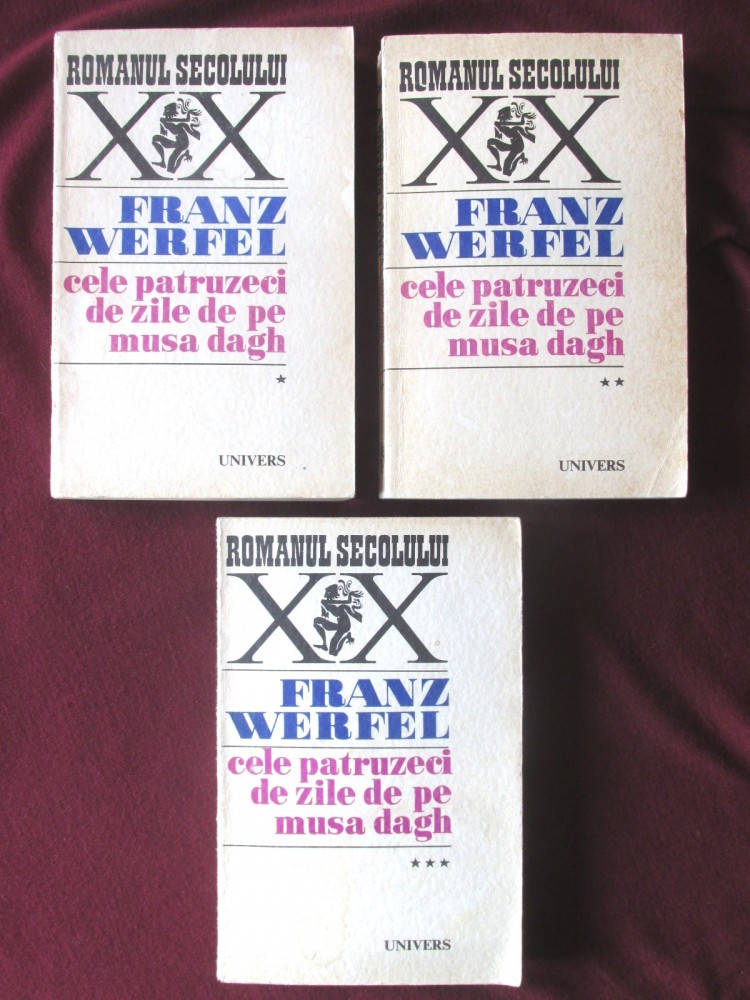 ROMANUL SECOLULUI
XX
FRANZ
WERFEL
cele patruzeci
de zile de pe
musa dagh
★
UNIVERS
ROMANUL SECOLULUI
XX
FRANZ
WERFEL
cele patruzeci
de zile de pe
musa dagh
★★
UNIVERS
ROMANUL SECOLULUI
XX
FRANZ
WERFEL
cele patruzeci
de zile de pe
musa dagh
★★★
UNIVERS